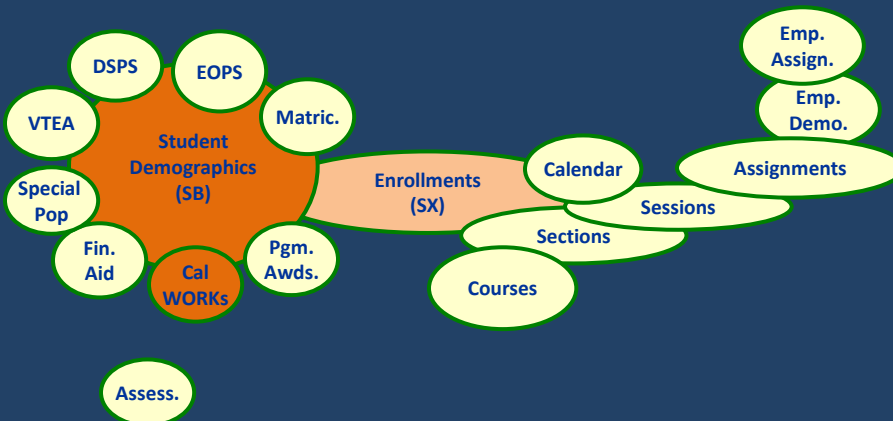 DSPS
EOPS
VTEA
Matric.
Student
Demographics
(SB)
Special
Pop
Fin.
Aid
Cal
WORKs
Pgm.
Awds.
Enrollments
(SX)
Calendar
Sections
Sessions
Courses
Assignments
Emp.
Assign.
Emp.
Demo.
Assess.